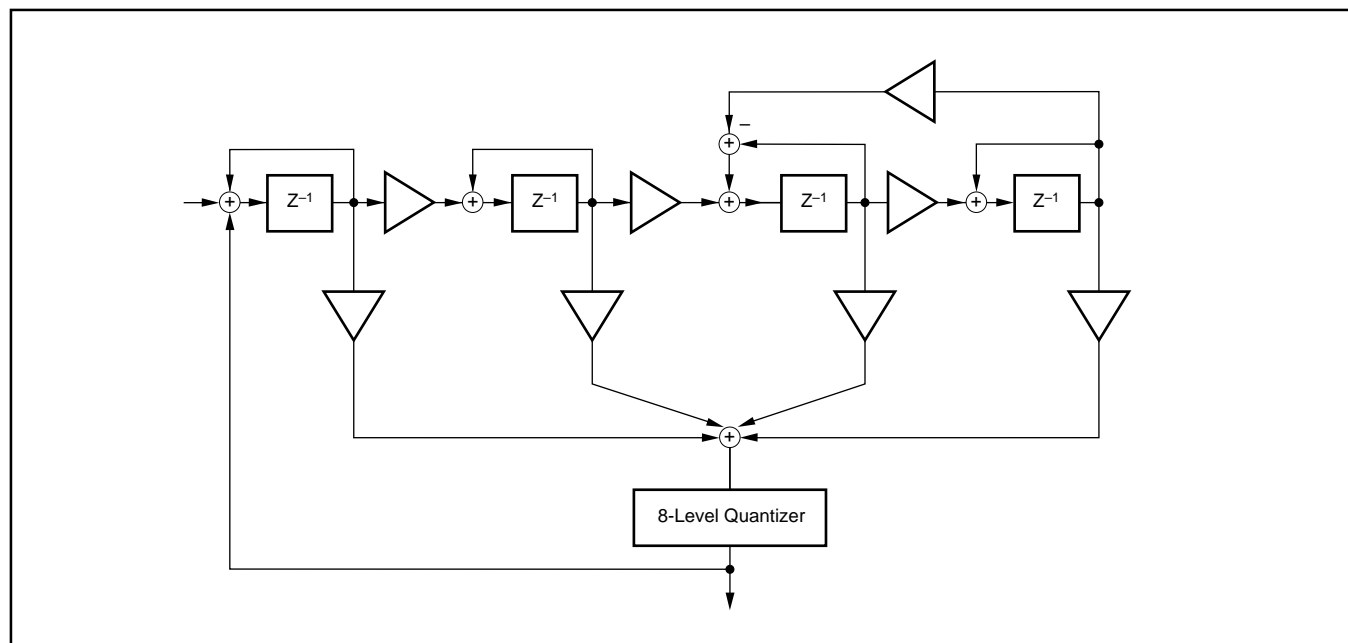 –
+
+
+
+
+
Z–1
Z–1
Z–1
Z–1
+
8-Level Quantizer